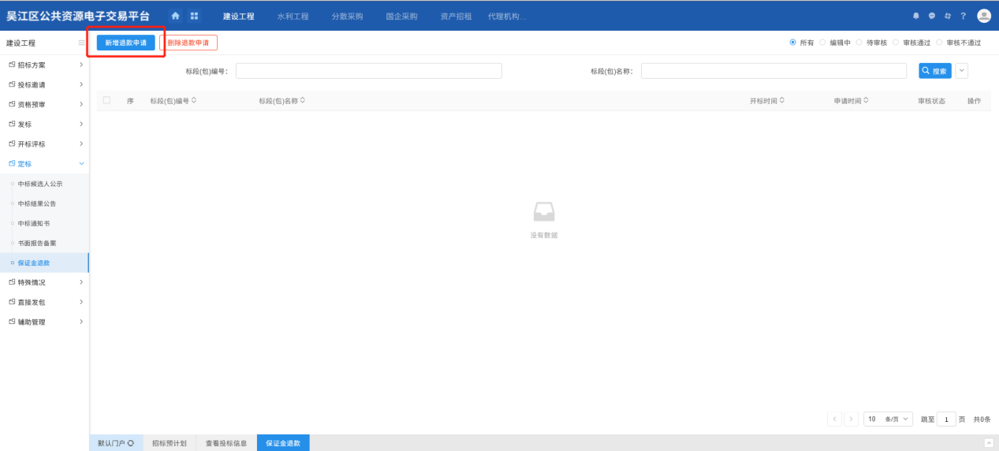 吴江区公共资源电子交易平台 建设工程 水利工程 分散采购 国企采购 资产招租 代理机构... ?
建设工程 新增退款申请 删除退款申请 所有 编辑中 待审核 审核通过 审核不通过
招标方案
投标邀请
资格预审
发标
开标评标
定标
中标候选人公示
中标结果公告
中标通知书
书面报告备案
保证金退款
特殊情况
直接发包
辅助管理
标段(包)编号: 标段(包)名称: 搜索
序 标段(包)编号 标段(包)名称 开标时间 申请时间 审核状态 操作
没有数据
10 条/页 跳至 1 页 共0条
默认门户 招标预计划 查看投标信息 保证金退款